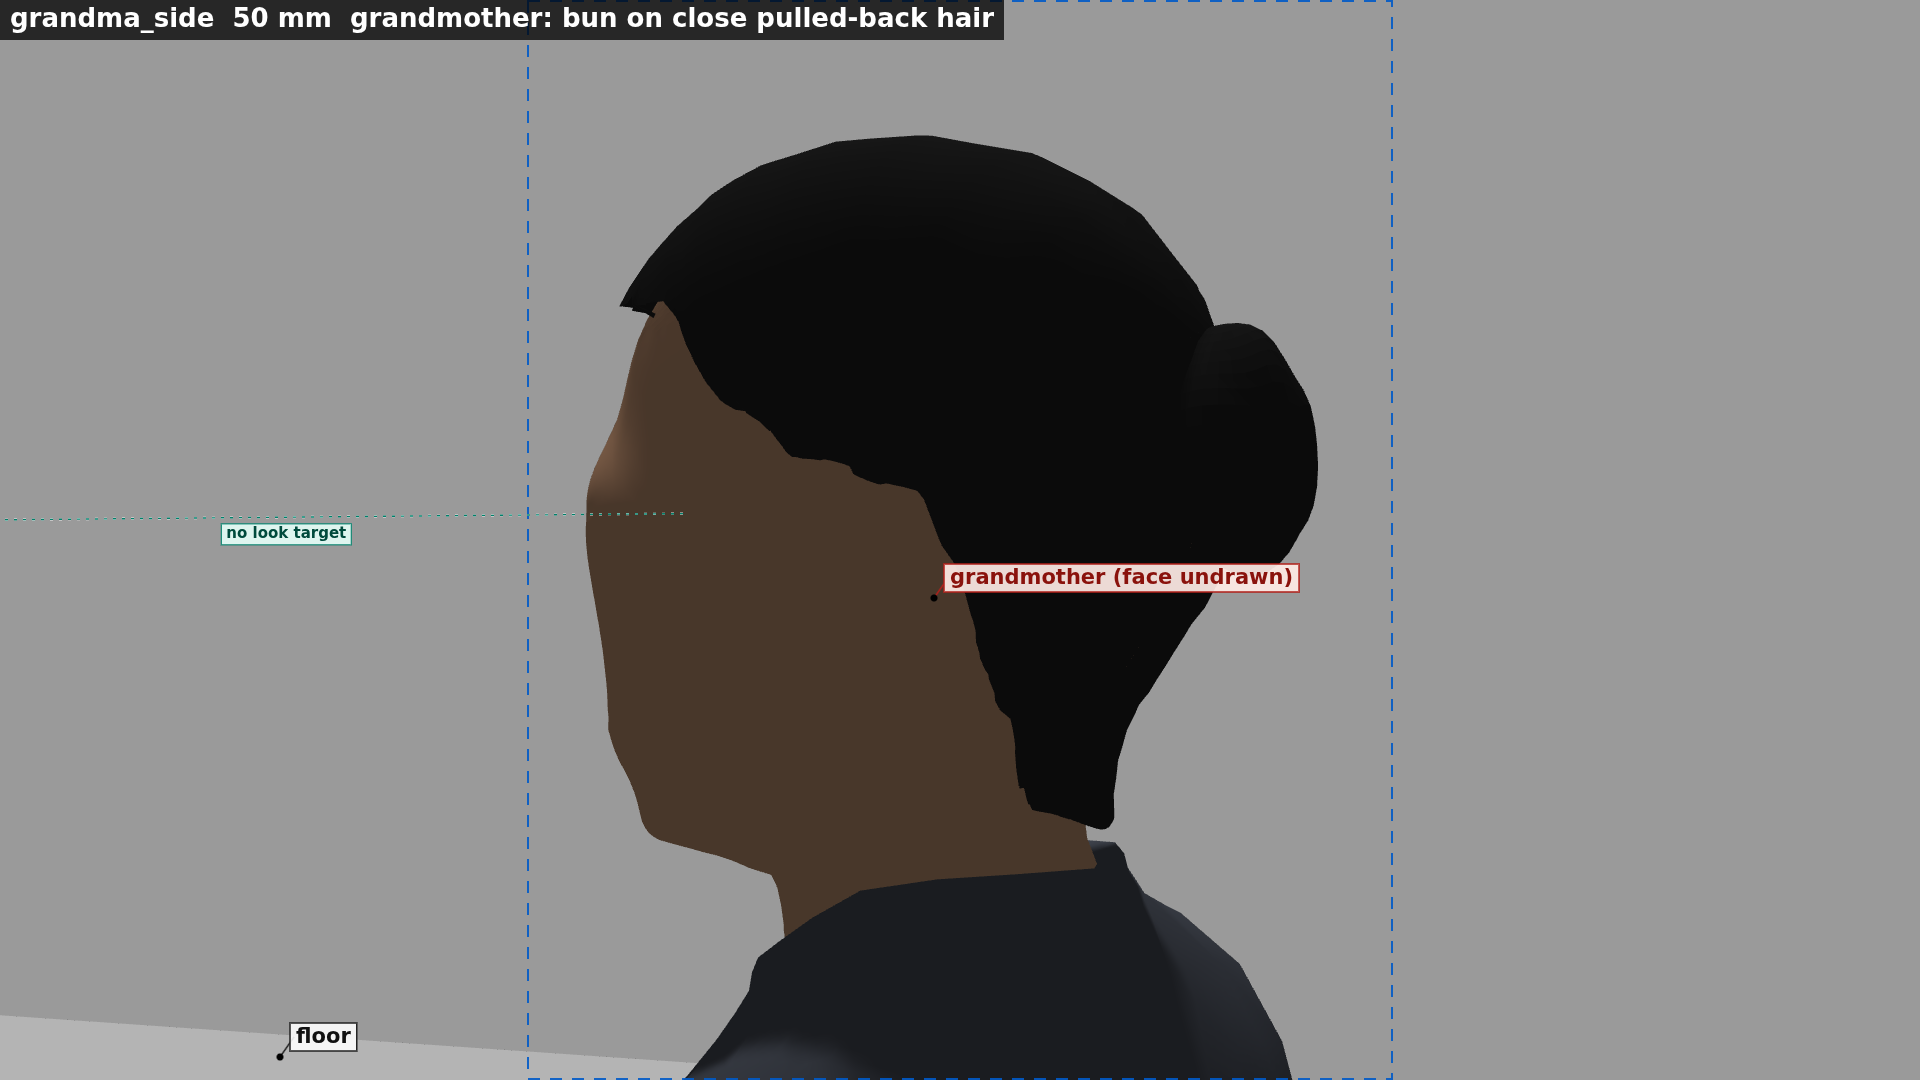 grandma_side  50 mm  grandmother: bun on close pulled-back hair
no look target
grandmother (face undrawn)
floor